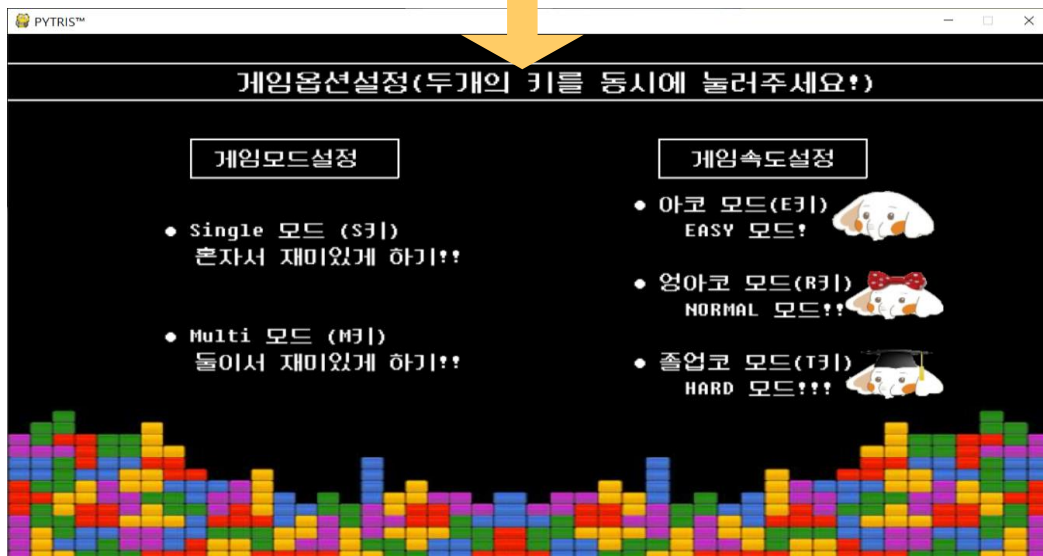 PYTRIS™
게임옵션설정(두개의 키를 동시에 눌러주세요!)
게임모드설정
● Single 모드 (S키)
혼자서 재미있게 하기!!
● Multi 모드 (M키)
둘이서 재미있게 하기!!
게임속도설정
● 아코 모드(E키)
EASY 모드!
● 영아코 모드(R키)
NORMAL 모드!!
● 졸업코 모드(T키)
HARD 모드!!!